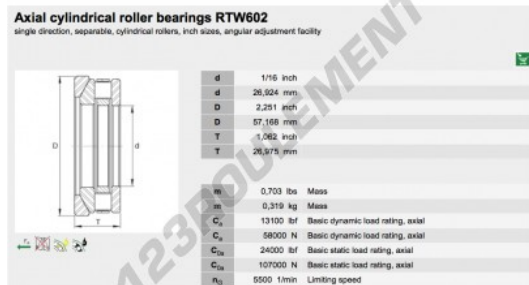 Axial cylindrical roller bearings RTW602
single direction, separable, cylindrical rollers, inch sizes, angular adjustment facility
D
d
T
d 1/16 inch
d 26,924 mm
D 2,251 inch
D 57,168 mm
T 1,062 inch
T 26,975 mm
m 0,703 lbs Mass
m 0,319 kg Mass
Ca 13100 lbf Basic dynamic load rating, axial
Ca 58000 N Basic dynamic load rating, axial
C0a 24000 lbf Basic static load rating, axial
C0a 107000 N Basic static load rating, axial
nG 5500 1/min Limiting speed
123ROULEMENT